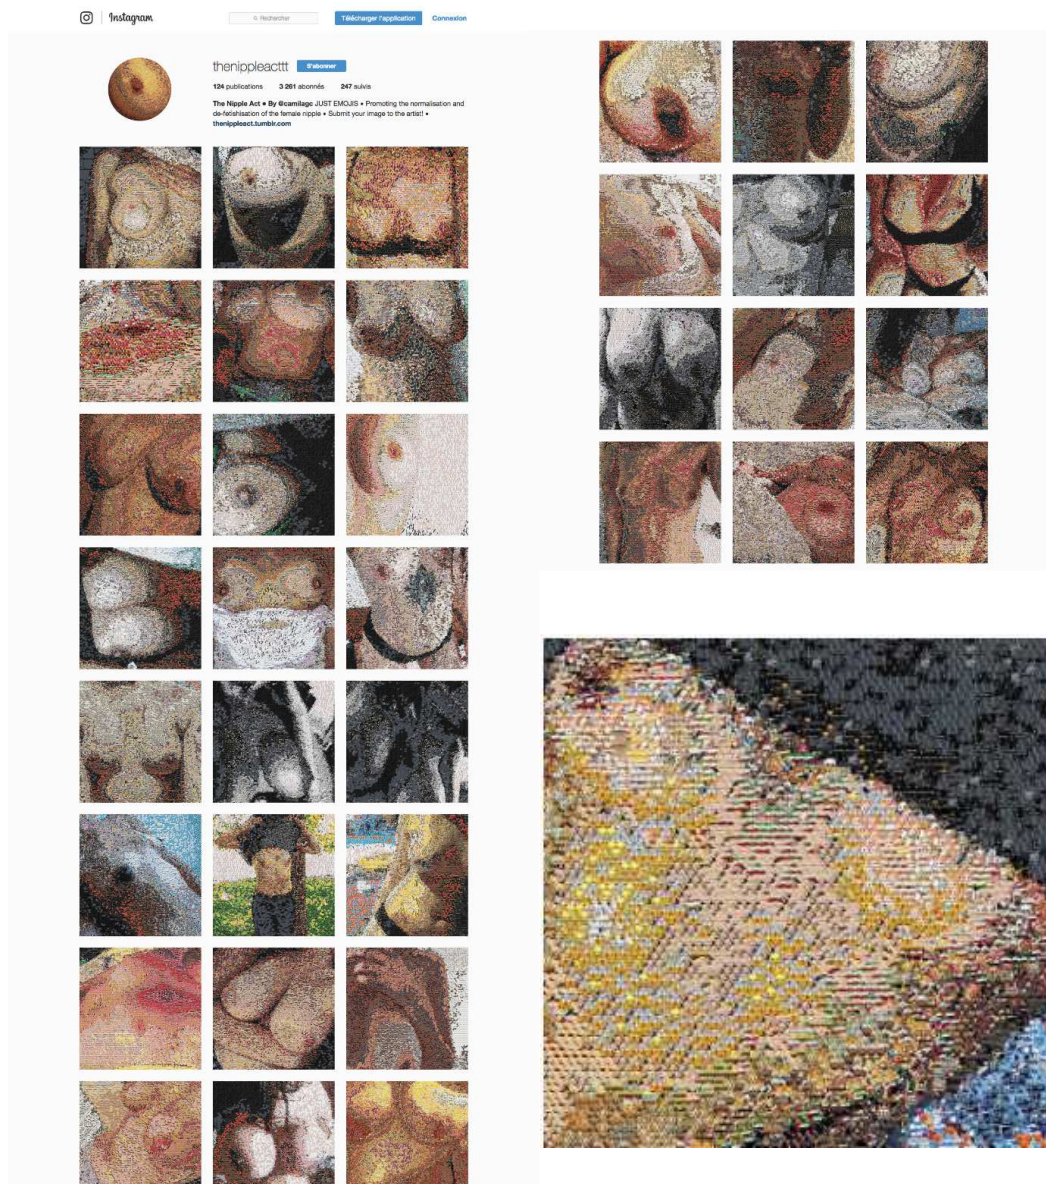 Instagram
Rechercher
Télécharger l'application
Connexion
thenippleacttt
S'abonner
124 publications 3 261 abonnés 247 suivis
The Nipple Act • By @camilagc JUST EMOJIS • Promoting the normalisation and
de-fetishisation of the female nipple • Submit your image to the artist! •
thenippleact.tumblr.com